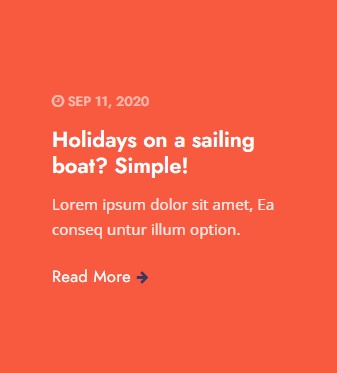 SEP 11, 2020
Holidays on a sailing
boat? Simple!
Lorem ipsum dolor sit amet, Ea
conseq untur illum option.
Read More